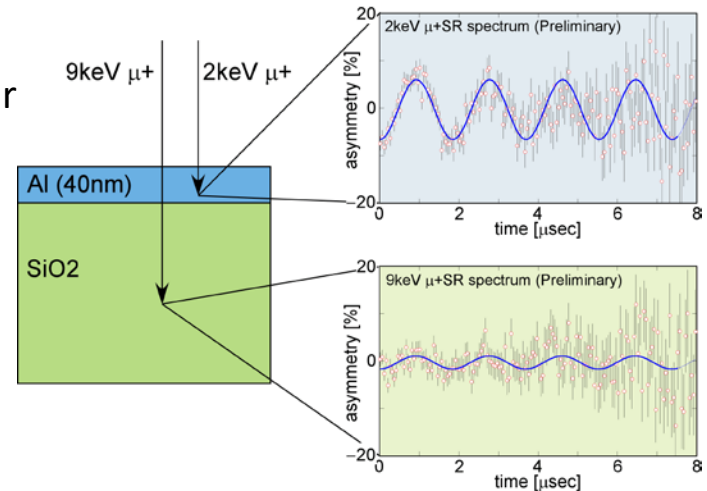 r
9keV μ+
2keV μ+
Al (40nm)
SiO2
2keV μ+SR spectrum (Preliminary)
20
0
−20
asymmetry [%]
0 2 4 6 8
time [μsec]
9keV μ+SR spectrum (Preliminary)
20
0
−20
asymmetry [%]
0 2 4 6 8
time [μsec]